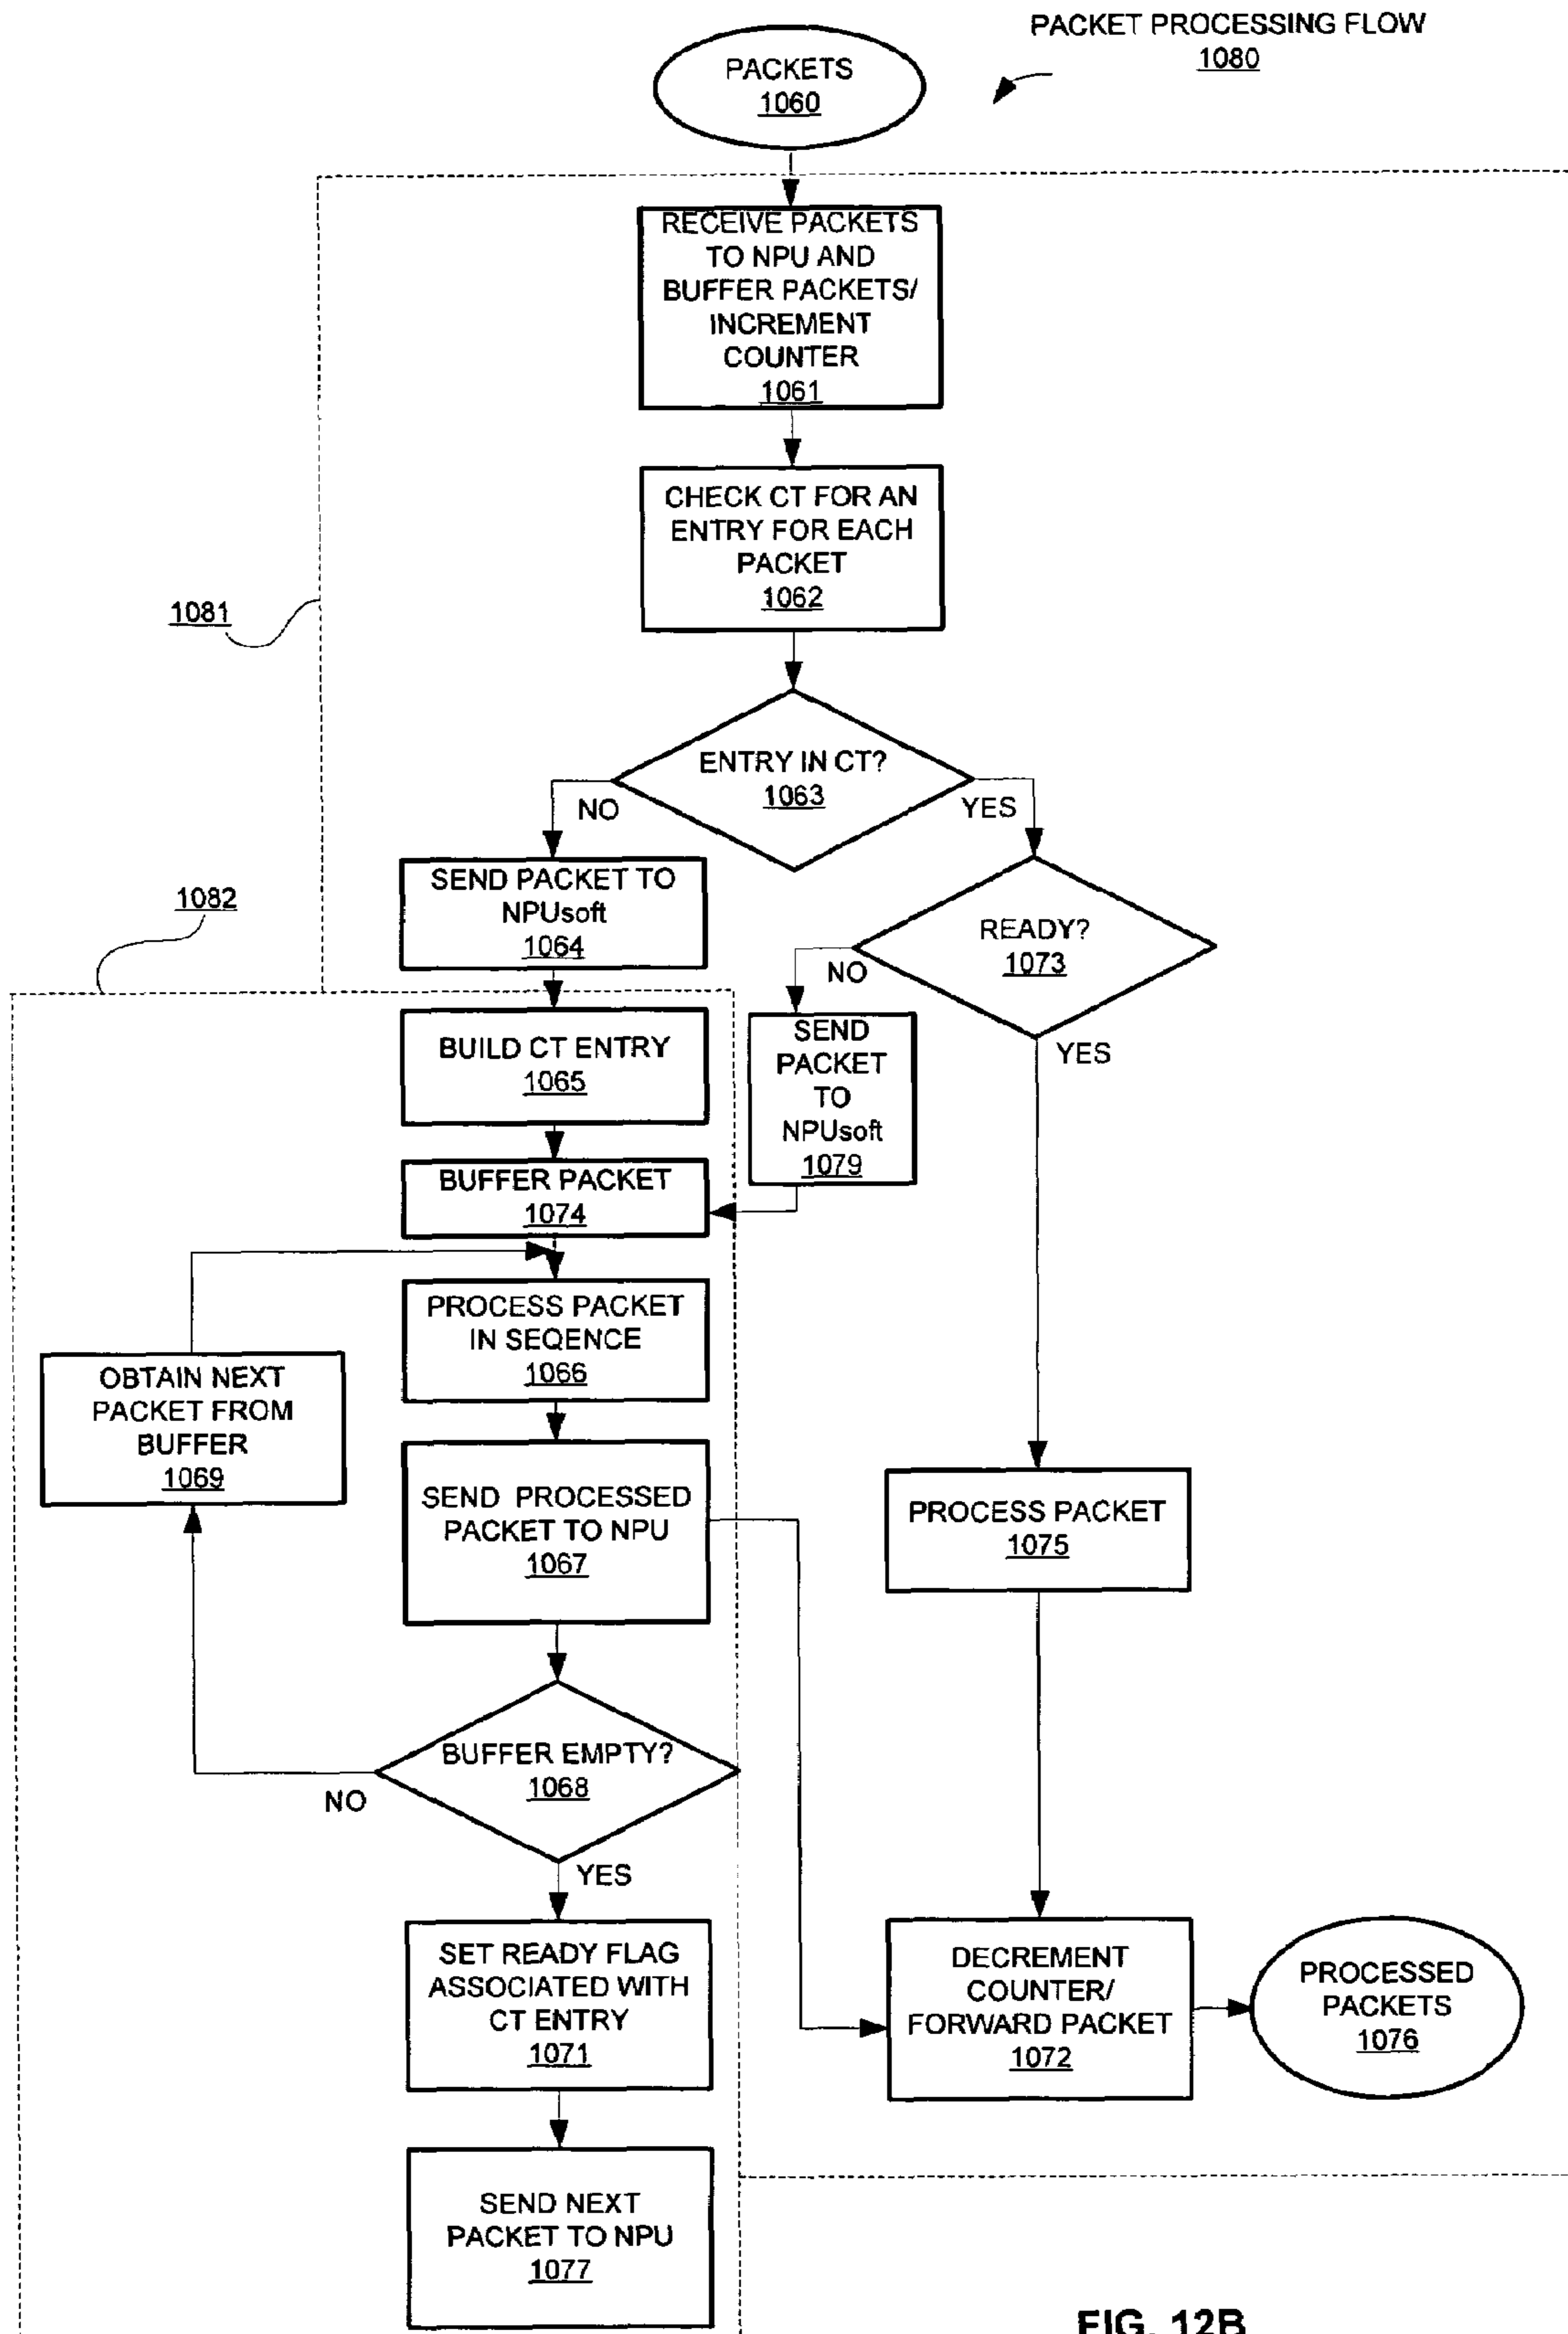 PACKET PROCESSING FLOW
1080
PACKETS
1060
RECEIVE PACKETS
TO NPU AND
BUFFER PACKETS/
INCREMENT
COUNTER
1061
CHECK CT FOR AN
ENTRY FOR EACH
PACKET
1062
1081
ENTRY IN CT?
1063
NO
YES
SEND PACKET TO
NPUsoft
1064
1082
READY?
1073
NO
YES
BUILD CT ENTRY
1065
SEND
PACKET
TO
NPUsoft
1079
BUFFER PACKET
1074
PROCESS PACKET
IN SEQENCE
1066
OBTAIN NEXT
PACKET FROM
BUFFER
1069
SEND PROCESSED
PACKET TO NPU
1067
PROCESS PACKET
1075
BUFFER EMPTY?
1068
NO
YES
SET READY FLAG
ASSOCIATED WITH
CT ENTRY
1071
DECREMENT
COUNTER/
FORWARD PACKET
1072
PROCESSED
PACKETS
1076
SEND NEXT
PACKET TO NPU
1077
FIG. 12B